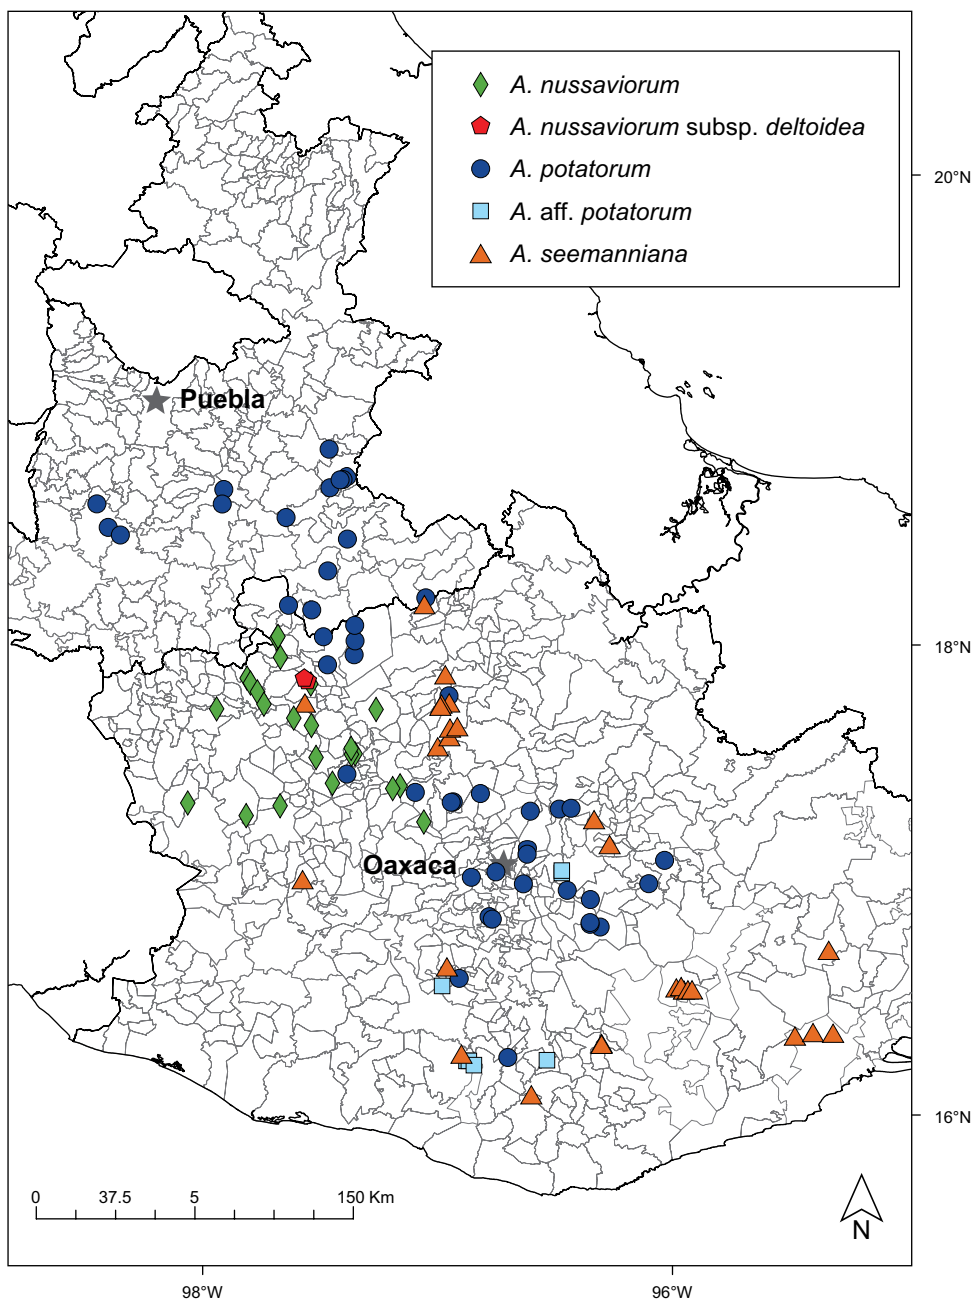 A. nussaviorum
A. nussaviorum subsp. deltoidea
A. potatorum
A. aff. potatorum
A. seemanniana
20°N
Puebla
18°N
Oaxaca
16°N
0 37.5 5 150 Km
N
98°W 96°W